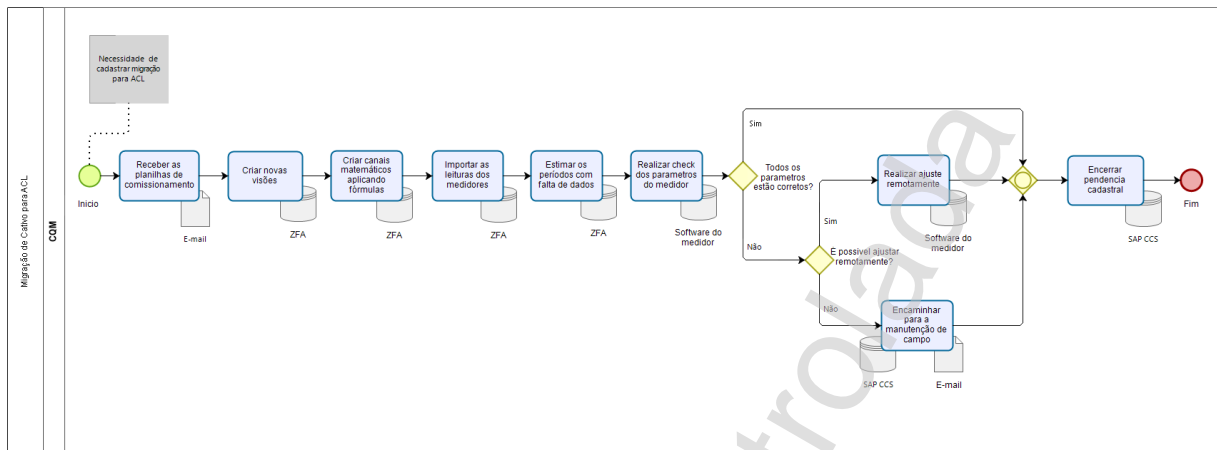 Migração de Cativo para ACL
CQM
Necessidade de
cadastrar migração
para ACL
Inicio
Receber as
planilhas de
comissionamento
E-mail
Criar novas
visões
ZFA
Criar canais
matemáticos
aplicando
fórmulas
ZFA
Importar as
leituras dos
medidores
ZFA
Estimar os
períodos com
falta de dados
ZFA
Realizar check
dos parametros
do medidor
Software do
medidor
Todos os
parametros
estão corretos?
Sim
Não
É possivel ajustar
remotamente?
Sim
Não
Realizar ajuste
remotamente
Software do
medidor
Encaminhar
para a
manutenção de
campo
SAP CCS
E-mail
Encerrar
pendencia
cadastral
SAP CCS
Fim
trolada